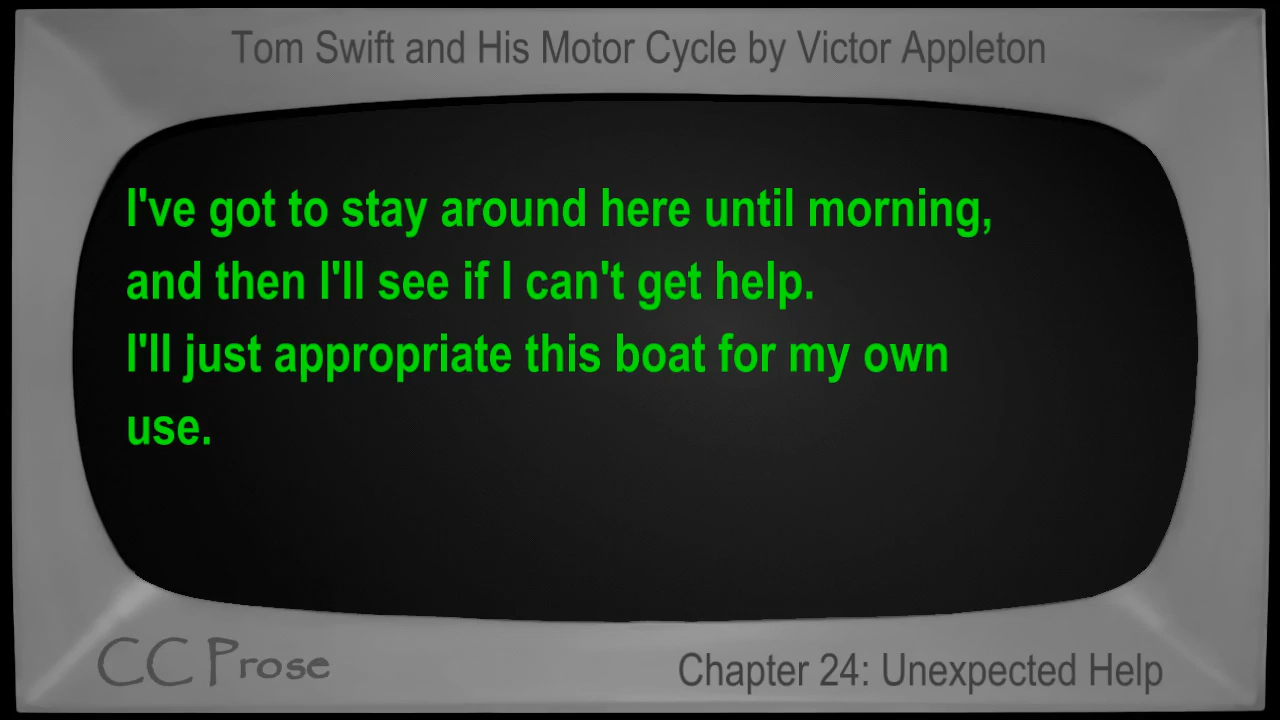 Tom Swift and His Motor Cycle by Victor Appleton
I've got to stay around here until morning,
and then I'll see if I can't get help.
I'll just appropriate this boat for my own
use.
CC Prose
Chapter 24: Unexpected Help